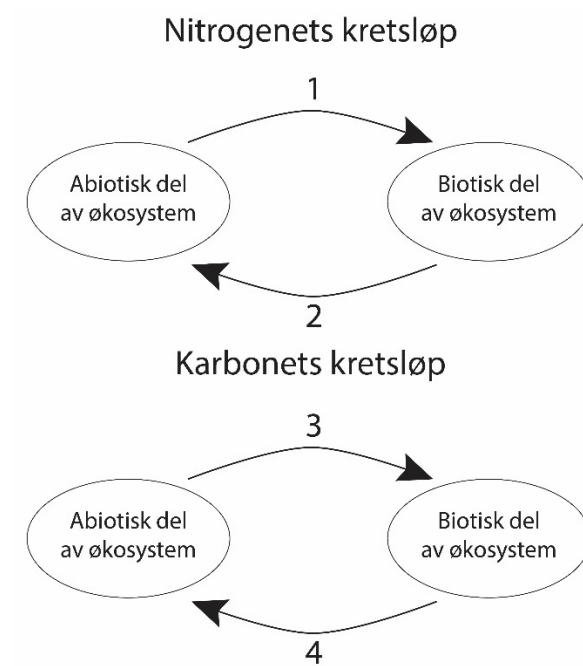 Nitrogenets kretsløp
1
Abiotisk del
av økosystem
Biotisk del
av økosystem
2
Karbonets kretsløp
3
Abiotisk del
av økosystem
Biotisk del
av økosystem
4